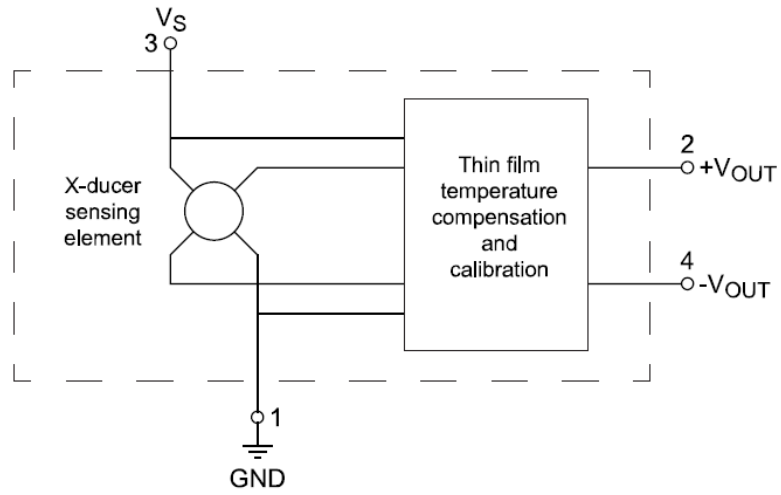 VS
3
X-ducer
sensing
element
Thin film
temperature
compensation
and
calibration
2
+VOUT
4
-VOUT
1
GND